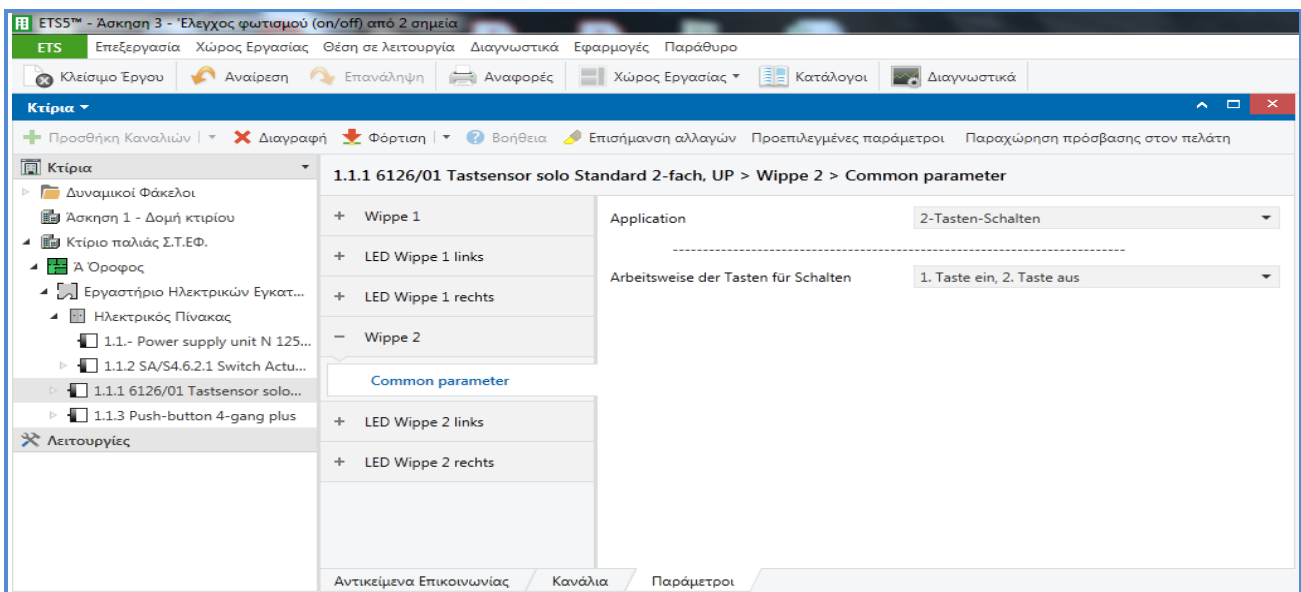 ETS5™ - Άσκηση 3 - Έλεγχος φωτισμού (on/off) από 2 σημεία
ETS Επεξεργασία Χώρος Εργασίας Θέση σε λειτουργία Διαγνωστικά Εφαρμογές Παράθυρο
Κλείσιμο Έργου Αναίρεση Επανάληψη Αναφορές Χώρος Εργασίας Κατάλογοι Διαγνωστικά
Κτίρια
Προσθήκη Καναλιών Διαγραφή Φόρτιση Βοήθεια Επισήμανση αλλαγών Προεπιλεγμένες παράμετροι Παραχώρηση πρόσβασης στον πελάτη
Κτίρια
Δυναμικοί Φάκελοι
Άσκηση 1 - Δομή κτιρίου
Κτίριο παλιάς Σ.Τ.ΕΦ.
Ά Όροφος
Εργαστήριο Ηλεκτρικών Εγκατ...
Ηλεκτρικός Πίνακας
1.1.- Power supply unit N 125...
1.1.2 SA/S4.6.2.1 Switch Actu...
1.1.1 6126/01 Tastsensor solo...
1.1.3 Push-button 4-gang plus
Λειτουργίες
1.1.1 6126/01 Tastsensor solo Standard 2-fach, UP > Wippe 2 > Common parameter
+ Wippe 1
+ LED Wippe 1 links
+ LED Wippe 1 rechts
− Wippe 2
Common parameter
+ LED Wippe 2 links
+ LED Wippe 2 rechts
Application 2-Tasten-Schalten
---------------------------------------------------------------------------
Arbeitsweise der Tasten für Schalten 1. Taste ein, 2. Taste aus
Αντικείμενα Επικοινωνίας Κανάλια Παράμετροι